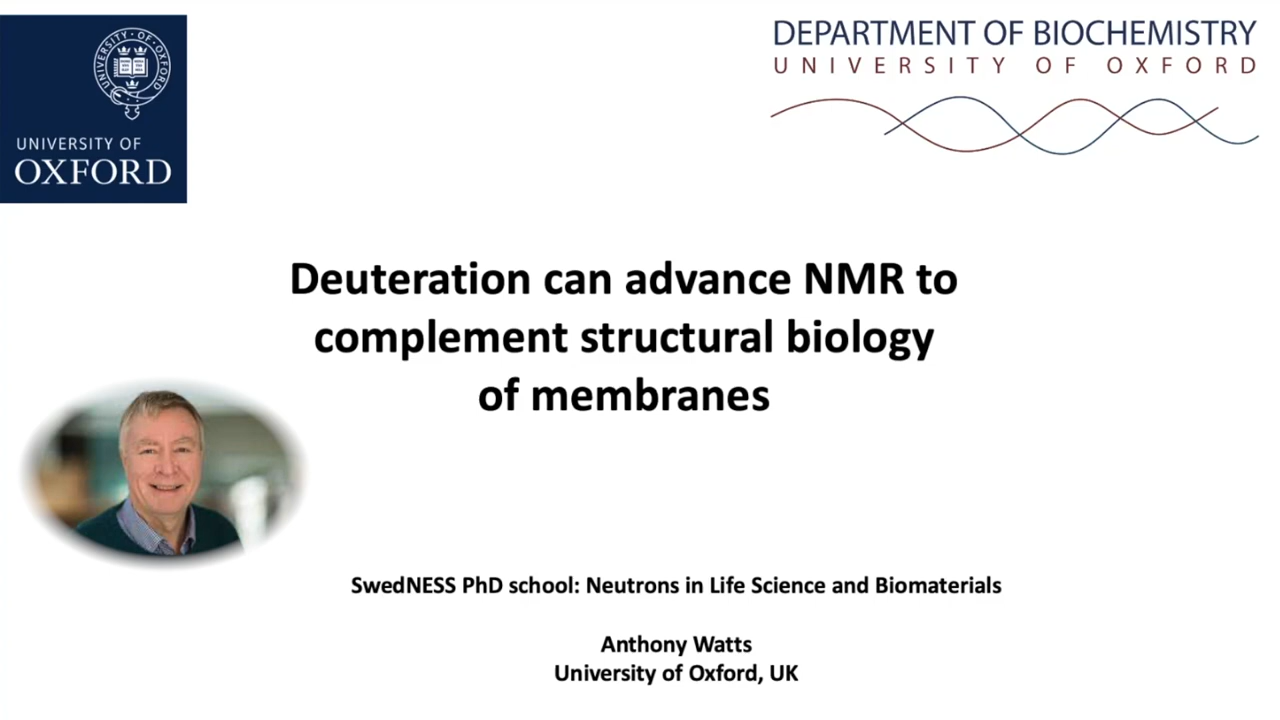 UNIVERSITY OF
OXFORD
DEPARTMENT OF BIOCHEMISTRY
UNIVERSITY OF OXFORD
Deuteration can advance NMR to
complement structural biology
of membranes
SwedNESS PhD school: Neutrons in Life Science and Biomaterials
Anthony Watts
University of Oxford, UK